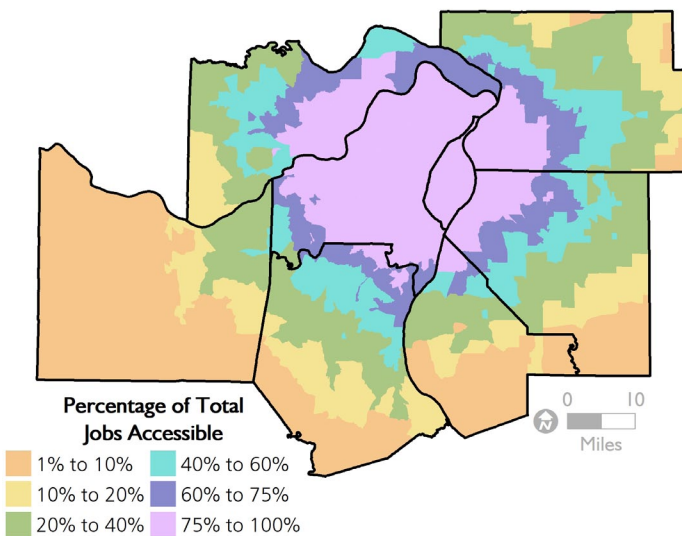 Percentage of Total
Jobs Accessible
1% to 10%
10% to 20%
20% to 40%
40% to 60%
60% to 75%
75% to 100%
N
0 10
Miles